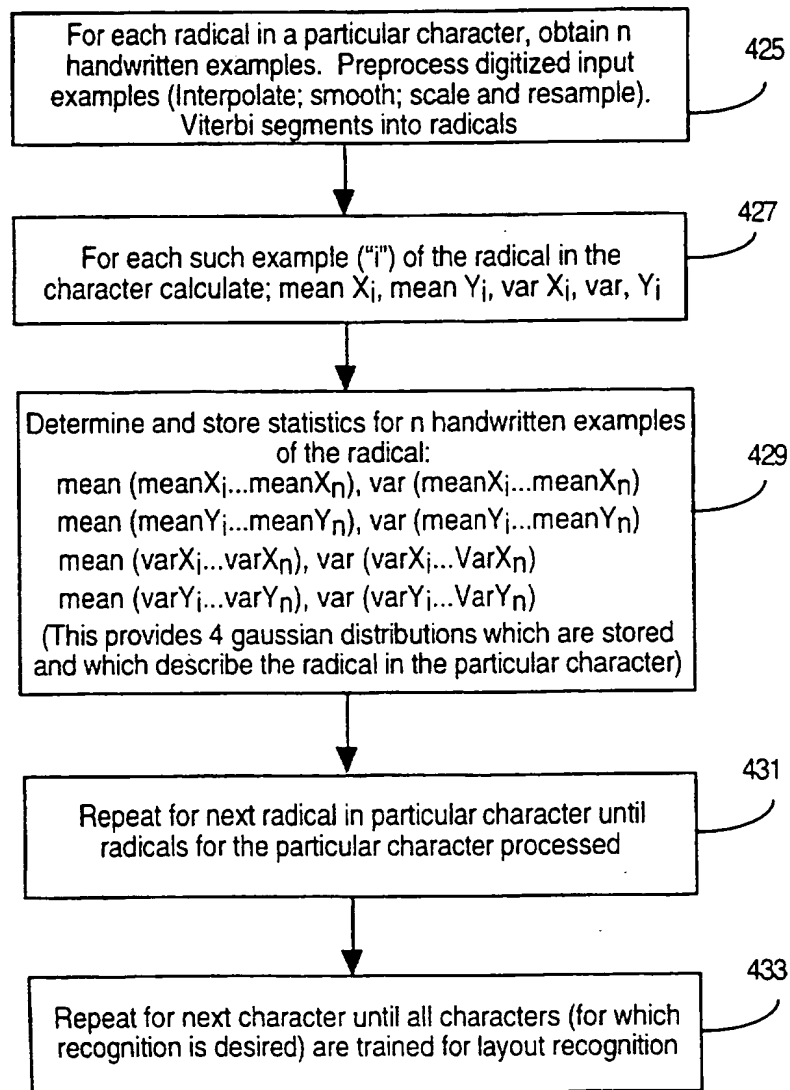 For each radical in a particular character, obtain n
handwritten examples. Preprocess digitized input
examples (Interpolate; smooth; scale and resample).
Viterbi segments into radicals
425
For each such example ("i") of the radical in the
character calculate; mean Xi, mean Yi, var Xi, var, Yi
427
Determine and store statistics for n handwritten examples
of the radical:
mean (meanXi...meanXn), var (meanXi...meanXn)
mean (meanYi...meanYn), var (meanYi...meanYn)
mean (varXi...varXn), var (varXi...VarXn)
mean (varYi...varYn), var (varYi...VarYn)
(This provides 4 gaussian distributions which are stored
and which describe the radical in the particular character)
429
Repeat for next radical in particular character until
radicals for the particular character processed
431
Repeat for next character until all characters (for which
recognition is desired) are trained for layout recognition
433